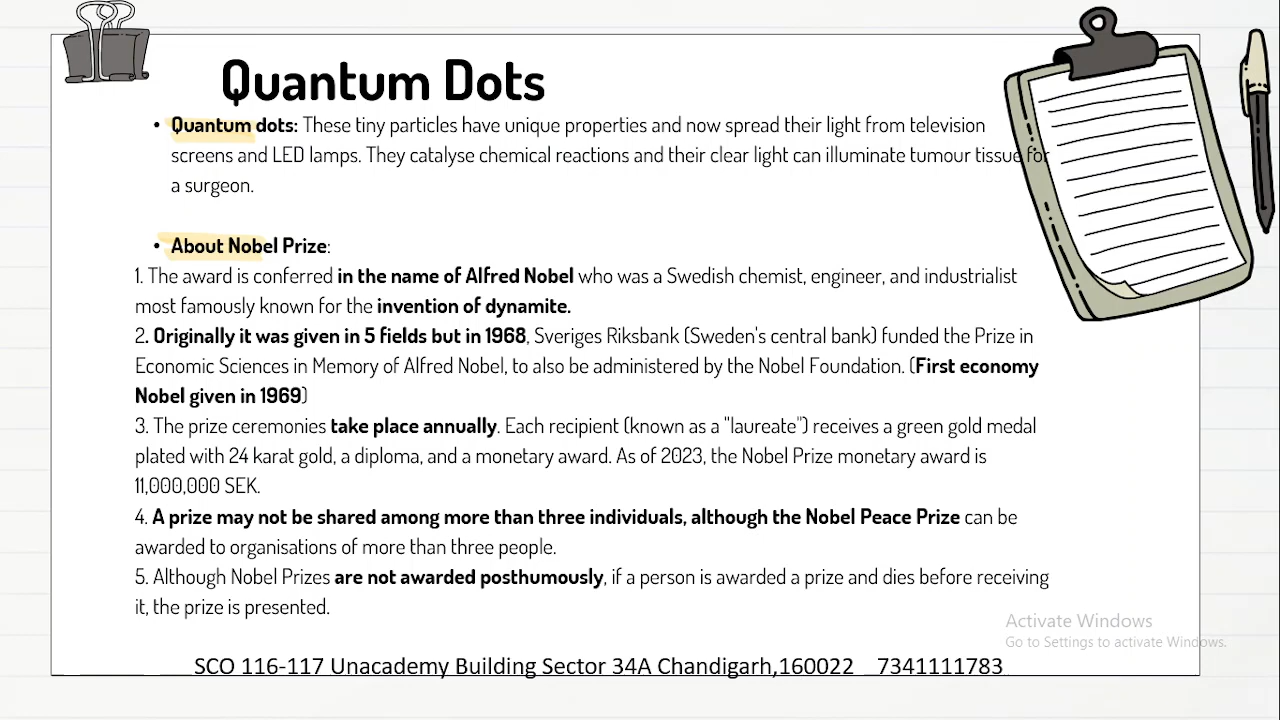 Quantum Dots
• Quantum dots: These tiny particles have unique properties and now spread their light from television
screens and LED lamps. They catalyse chemical reactions and their clear light can illuminate tumour tissue for
a surgeon.
• About Nobel Prize:
1. The award is conferred in the name of Alfred Nobel who was a Swedish chemist, engineer, and industrialist
most famously known for the invention of dynamite.
2. Originally it was given in 5 fields but in 1968, Sveriges Riksbank (Sweden's central bank) funded the Prize in
Economic Sciences in Memory of Alfred Nobel, to also be administered by the Nobel Foundation. (First economy
Nobel given in 1969)
3. The prize ceremonies take place annually. Each recipient (known as a "laureate") receives a green gold medal
plated with 24 karat gold, a diploma, and a monetary award. As of 2023, the Nobel Prize monetary award is
11,000,000 SEK.
4. A prize may not be shared among more than three individuals, although the Nobel Peace Prize can be
awarded to organisations of more than three people.
5. Although Nobel Prizes are not awarded posthumously, if a person is awarded a prize and dies before receiving
it, the prize is presented.
Activate Windows
Go to Settings to activate Windows.
SCO 116-117 Unacademy Building Sector 34A Chandigarh,160022 _ 7341111783